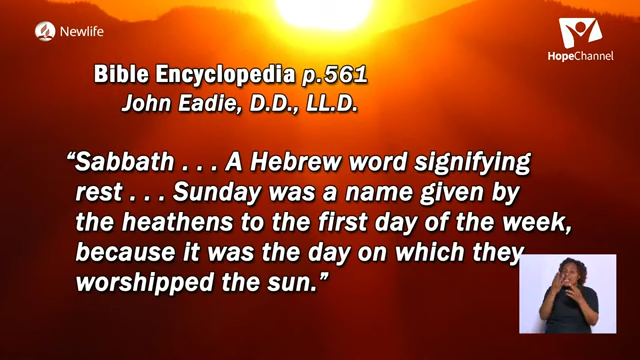 Newlife
HopeChannel
Bible Encyclopedia p.561
John Eadie, D.D., LL.D.
“Sabbath . . . A Hebrew word signifying
rest . . . Sunday was a name given by
the heathens to the first day of the week,
because it was the day on which they
worshipped the sun.”